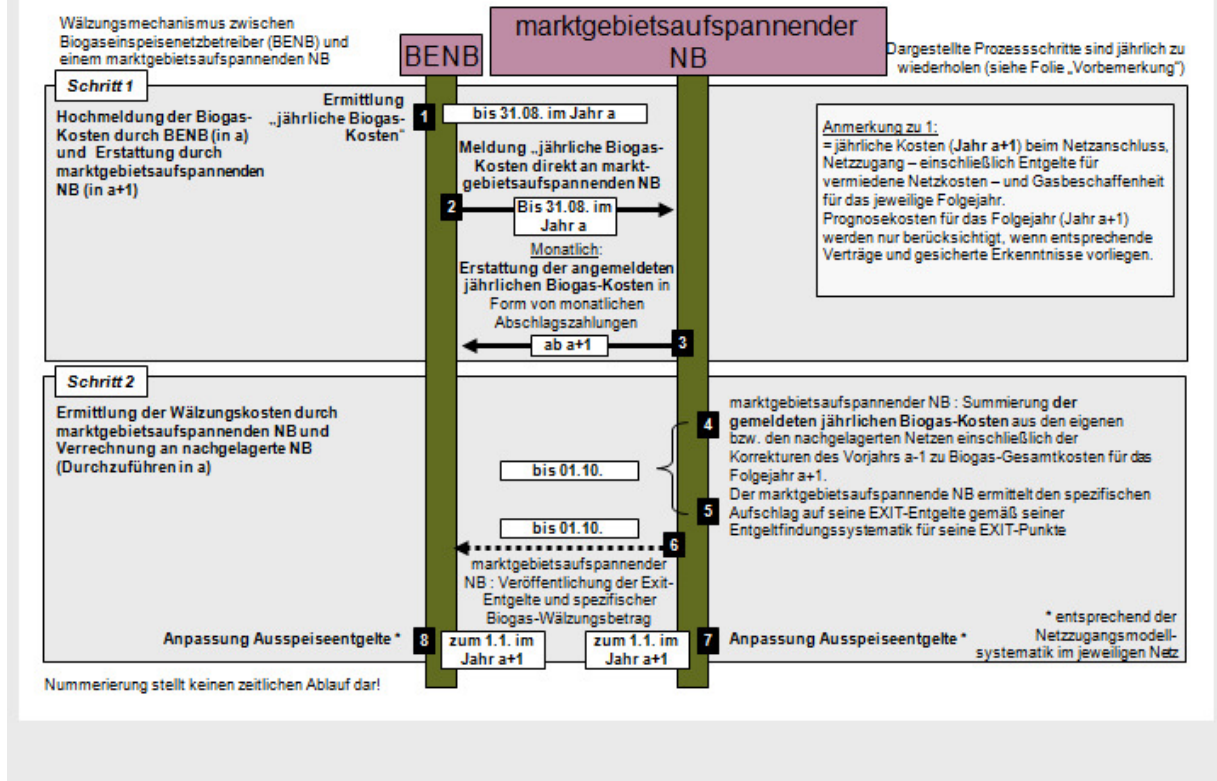 Wälzungsmechanismus zwischen
Biogaseinspeisenetzbetreiber (BENB) und
einem marktgebietsaufspannenden NB
BENB
marktgebietsaufspannender
NB
Dargestellte Prozessschritte sind jährlich zu
wiederholen (siehe Folie „Vorbemerkung“)
Schritt 1
Hochmeldung der Biogas-
Kosten durch BENB (in a)
und Erstattung durch
marktgebietsaufspannenden
NB (in a+1)
Ermittlung
„jährliche Biogas-
Kosten“
1
bis 31.08. im Jahr a
Meldung „jährliche Biogas-
Kosten direkt an markt-
gebietsaufspannenden NB
2
Bis 31.08. im
Jahr a
Monatlich:
Erstattung der angemeldeten
jährlichen Biogas-Kosten in
Form von monatlichen
Abschlagszahlungen
ab a+1
3
Anmerkung zu 1:
= jährliche Kosten (Jahr a+1) beim Netzanschluss,
Netzzugang – einschließlich Entgelte für
vermiedene Netzkosten – und Gasbeschaffenheit
für das jeweilige Folgejahr.
Prognosekosten für das Folgejahr (Jahr a+1)
werden nur berücksichtigt, wenn entsprechende
Verträge und gesicherte Erkenntnisse vorliegen.
Schritt 2
Ermittlung der Wälzungskosten durch
marktgebietsaufspannenden NB und
Verrechnung an nachgelagerte NB
(Durchzuführen in a)
bis 01.10.
4
marktgebietsaufspannender NB : Summierung der
gemeldeten jährlichen Biogas-Kosten aus den eigenen
bzw. den nachgelagerten Netzen einschließlich der
Korrekturen des Vorjahrs a-1 zu Biogas-Gesamtkosten für das
Folgejahr a+1.
5
Der marktgebietsaufspannende NB ermittelt den spezifischen
Aufschlag auf seine EXIT-Entgelte gemäß seiner
Entgeltfindungssystematik für seine EXIT-Punkte
bis 01.10.
6
marktgebietsaufspannender
NB : Veröffentlichung der Exit-
Entgelte und spezifischer
Biogas-Wälzungsbetrag
Anpassung Ausspeiseentgelte *
8
zum 1.1. im
Jahr a+1
zum 1.1. im
Jahr a+1
7
Anpassung Ausspeiseentgelte *
* entsprechend der
Netzzugangsmodell-
systematik im jeweiligen Netz
Nummerierung stellt keinen zeitlichen Ablauf dar!